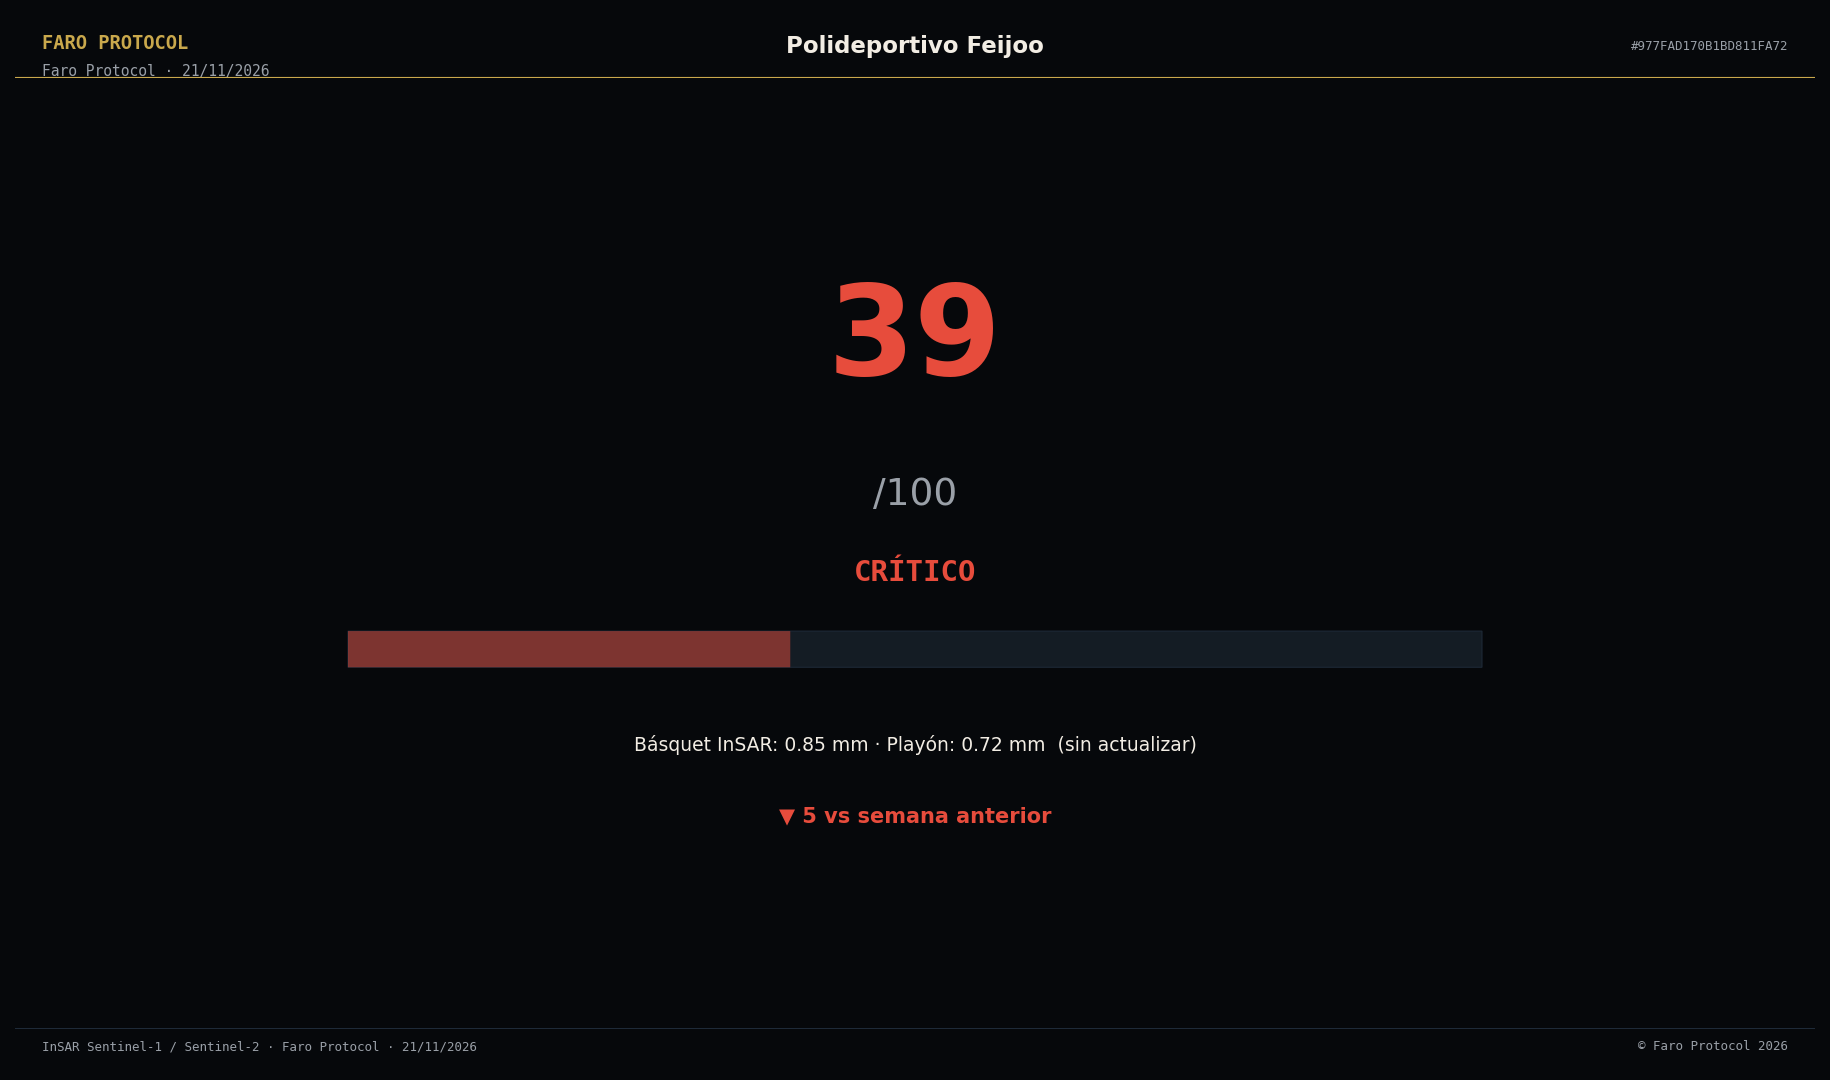 FARO PROTOCOL
Polideportivo Feijoo
#977FAD170B1BD811FA72
Faro Protocol · 21/11/2026
39
/100
CRÍTICO
Básquet InSAR: 0.85 mm · Playón: 0.72 mm  (sin actualizar)
▼ 5 vs semana anterior
InSAR Sentinel-1 / Sentinel-2 · Faro Protocol · 21/11/2026
© Faro Protocol 2026